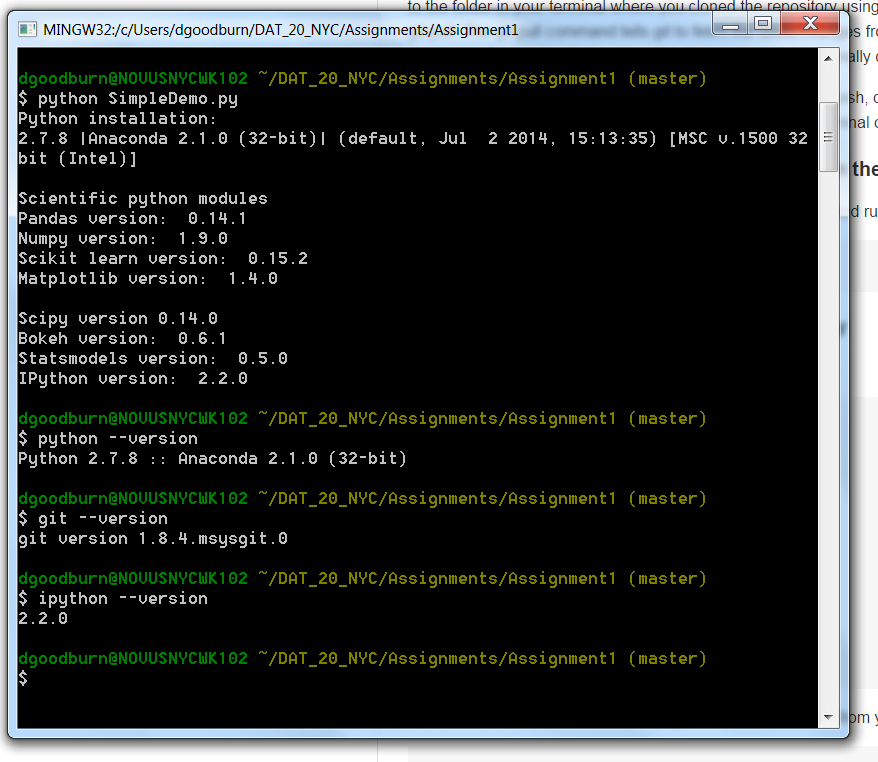 to the folder in your terminal where you cloned the repository using
MINGW32:/c/Users/dgoodburn/DAT_20_NYC/Assignments/Assignment1
dgoodburn@NOVUSNYCWK102 ~/DAT_20_NYC/Assignments/Assignment1 (master)
$ python SimpleDemo.py
Python installation:
2.7.8 |Anaconda 2.1.0 (32-bit)| (default, Jul  2 2014, 15:13:35) [MSC v.1500 32
bit (Intel)]
Scientific python modules
Pandas version:  0.14.1
Numpy version:  1.9.0
Scikit learn version:  0.15.2
Matplotlib version:  1.4.0
Scipy version 0.14.0
Bokeh version:  0.6.1
Statsmodels version:  0.5.0
IPython version:  2.2.0
dgoodburn@NOVUSNYCWK102 ~/DAT_20_NYC/Assignments/Assignment1 (master)
$ python --version
Python 2.7.8 :: Anaconda 2.1.0 (32-bit)
dgoodburn@NOVUSNYCWK102 ~/DAT_20_NYC/Assignments/Assignment1 (master)
$ git --version
git version 1.8.4.msysgit.0
dgoodburn@NOVUSNYCWK102 ~/DAT_20_NYC/Assignments/Assignment1 (master)
$ ipython --version
2.2.0
dgoodburn@NOVUSNYCWK102 ~/DAT_20_NYC/Assignments/Assignment1 (master)
$